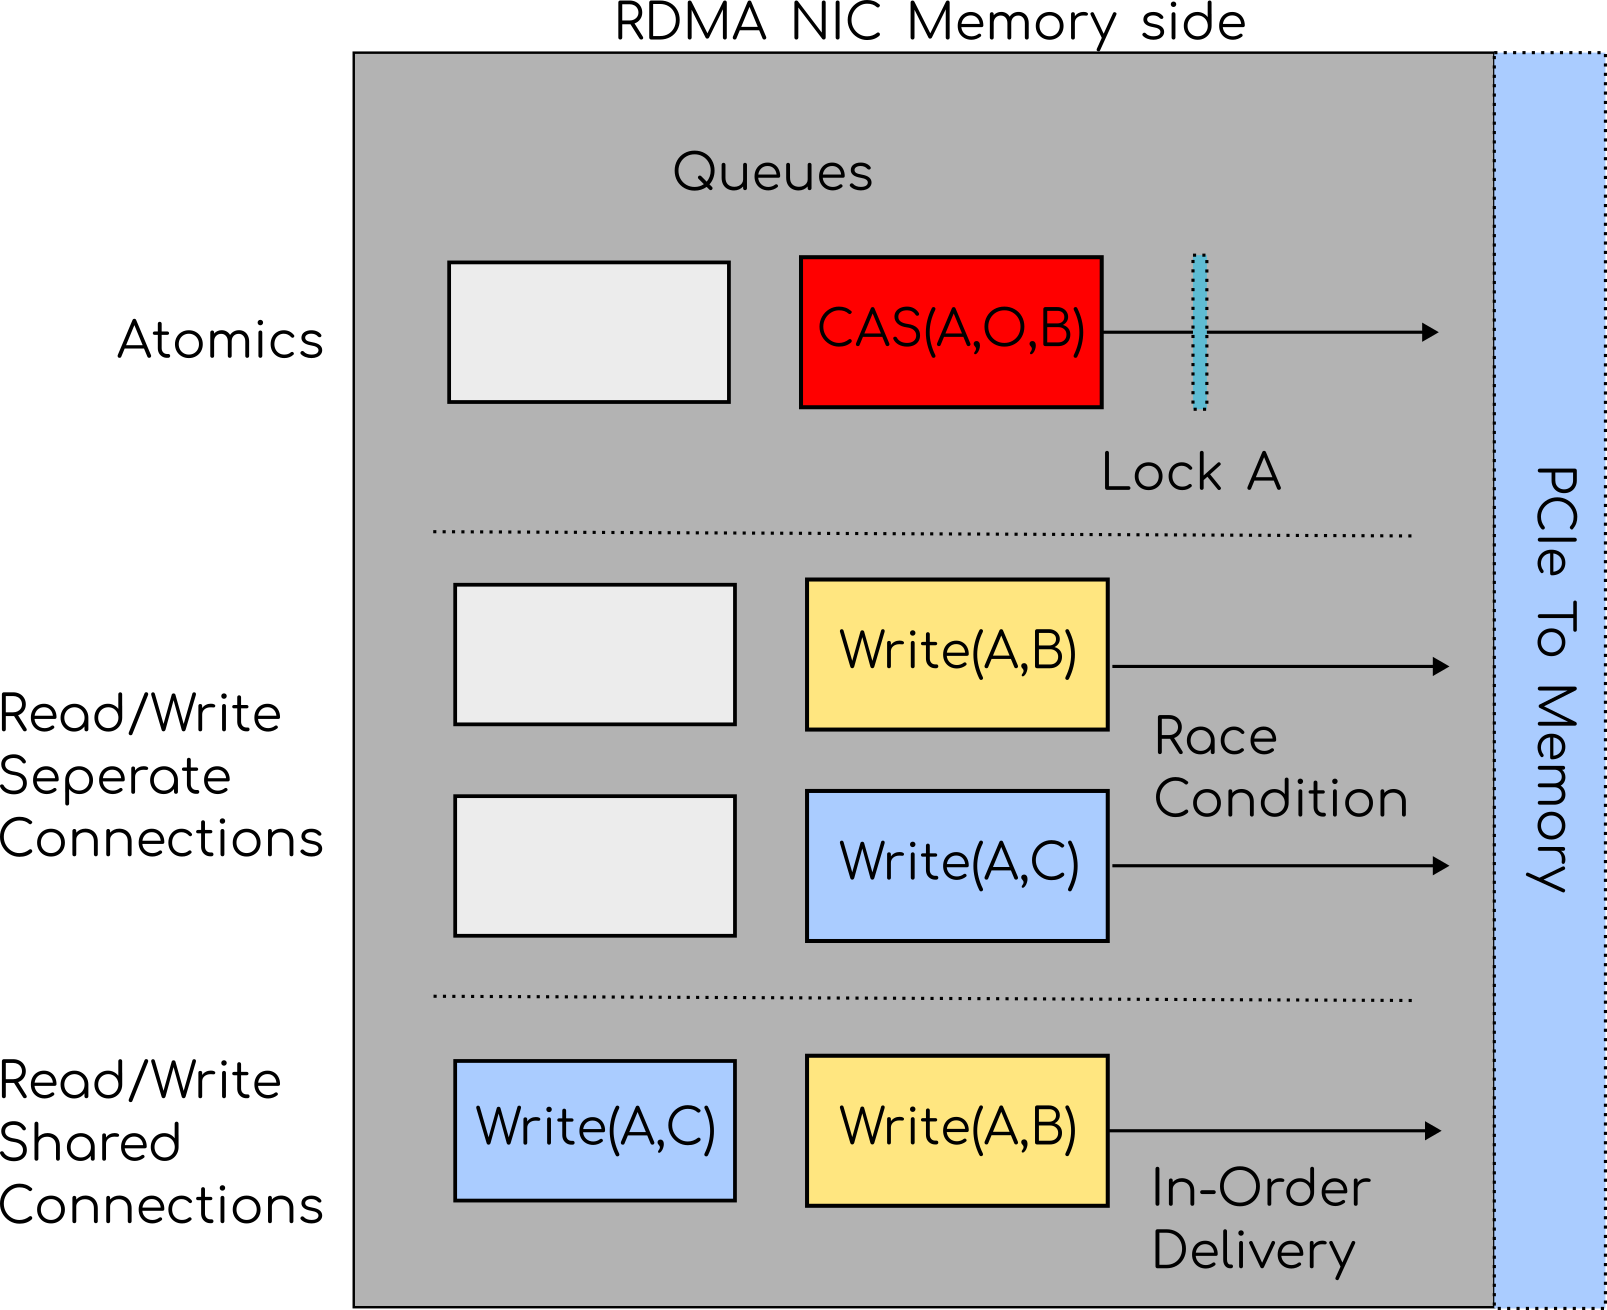 RDMA NIC Memory side
Queues
Atomics
CAS(A,O,B)
Lock A
Read/Write
Seperate
Connections
Write(A,B)
Race
Condition
Write(A,C)
Read/Write
Shared
Connections
Write(A,C)
Write(A,B)
In-Order
Delivery
PCIe To Memory